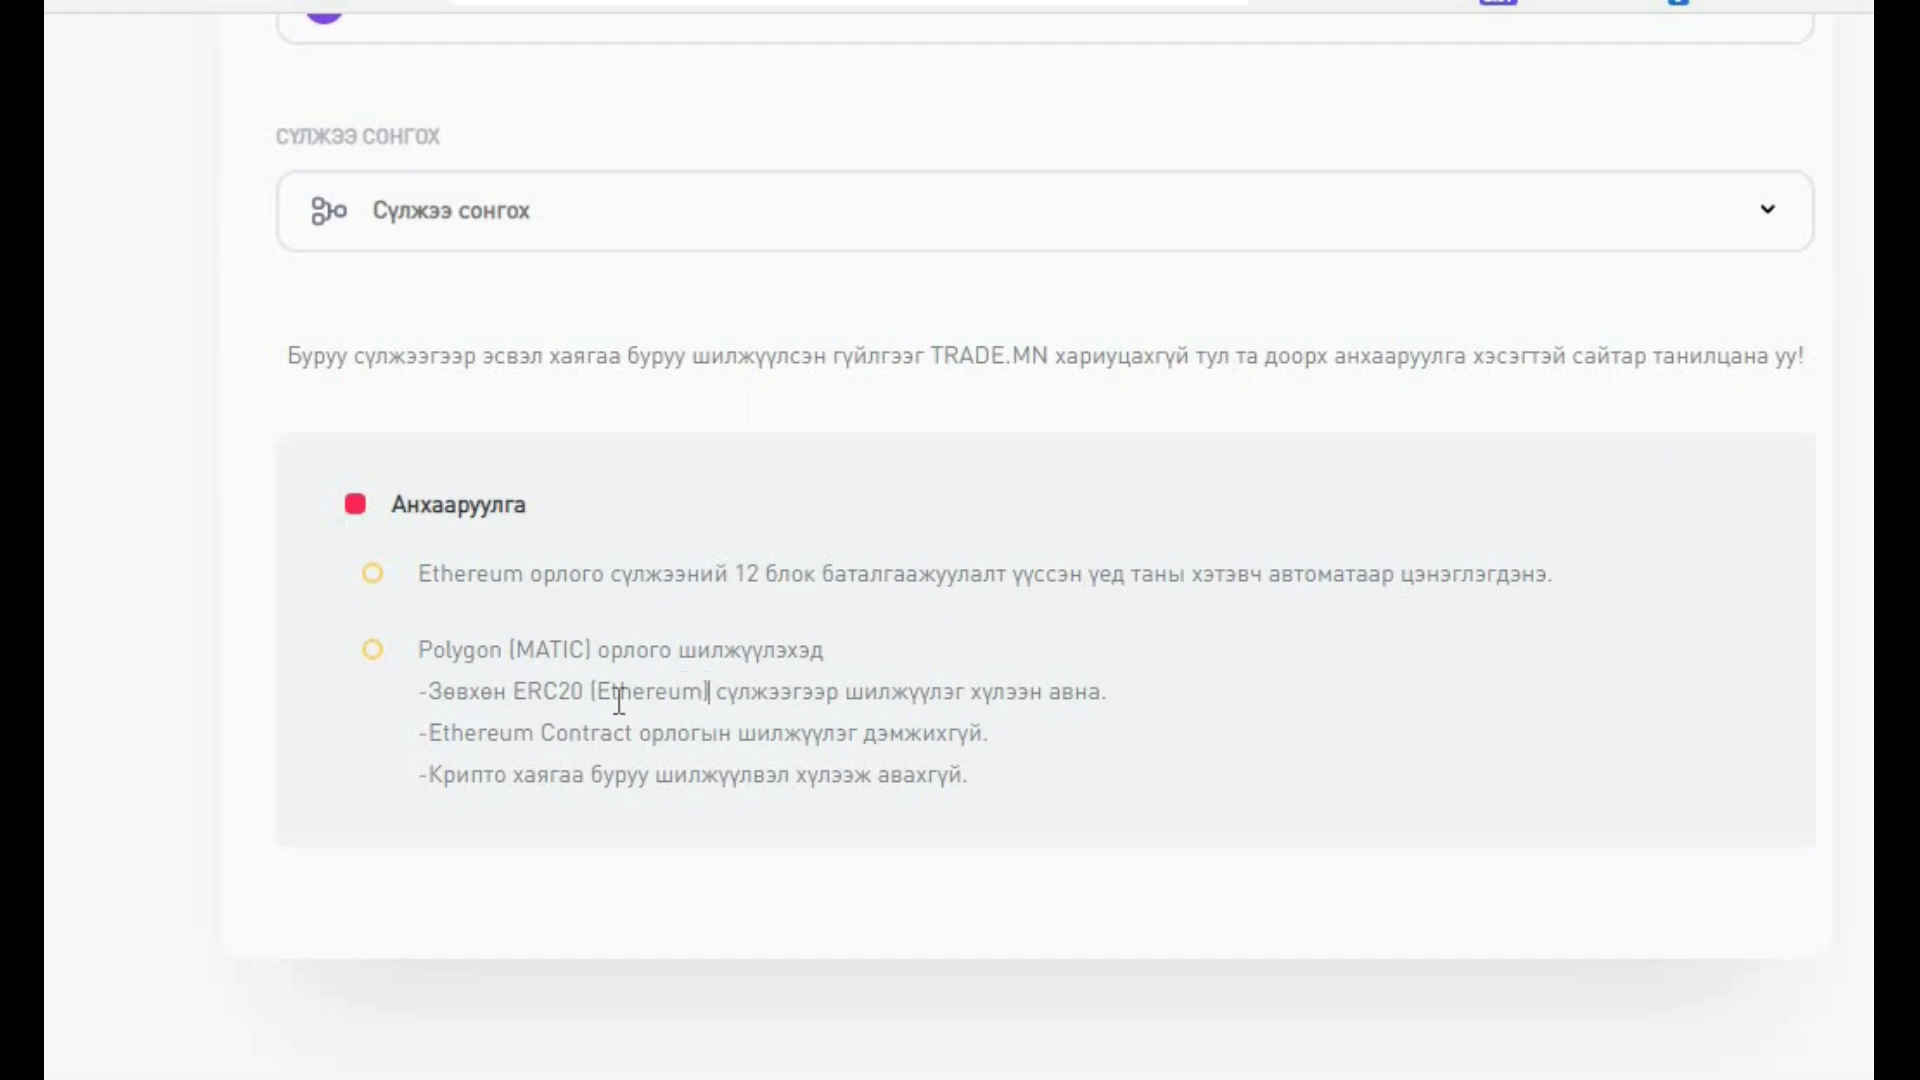 СҮЛЖЭЭ СОНГОХ
Сүлжээ сонгох
Буруу сүлжээгээр эсвэл хаягаа буруу шилжүүлсэн гүйлгээг TRADE.MN хариуцахгүй тул та доорх анхааруулга хэсэгтэй сайтар танилцана уу!
Анхааруулга
Ethereum орлого сүлжээний 12 блок баталгаажуулалт үүссэн үед таны хэтэвч автоматаар цэнэглэгдэнэ.
Polygon (MATIC) орлого шилжүүлэхэд
-Зөвхөн ERC20 (Ethereum) сүлжээгээр шилжүүлэг хүлээн авна.
-Ethereum Contract орлогын шилжүүлэг дэмжихгүй.
-Крипто хаягаа буруу шилжүүлвэл хүлээж авахгүй.